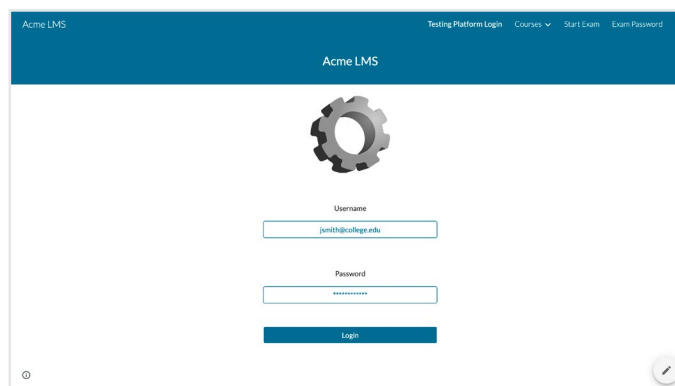 Acme LMS
Testing Platform Login Courses Start Exam Exam Password
Acme LMS
Username
jsmith@college.edu
Password
************
Login